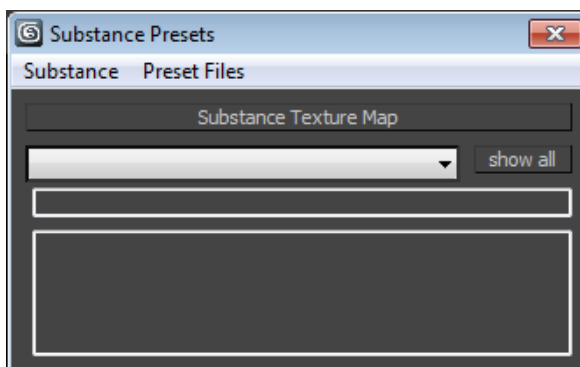 Substance Presets
Substance Preset Files
Substance Texture Map
show all